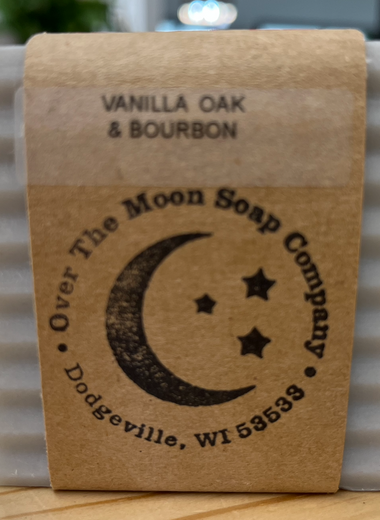 VANILLA OAK
& BOURBON
Over The Moon Soap Company
Dodgeville, WI 53533